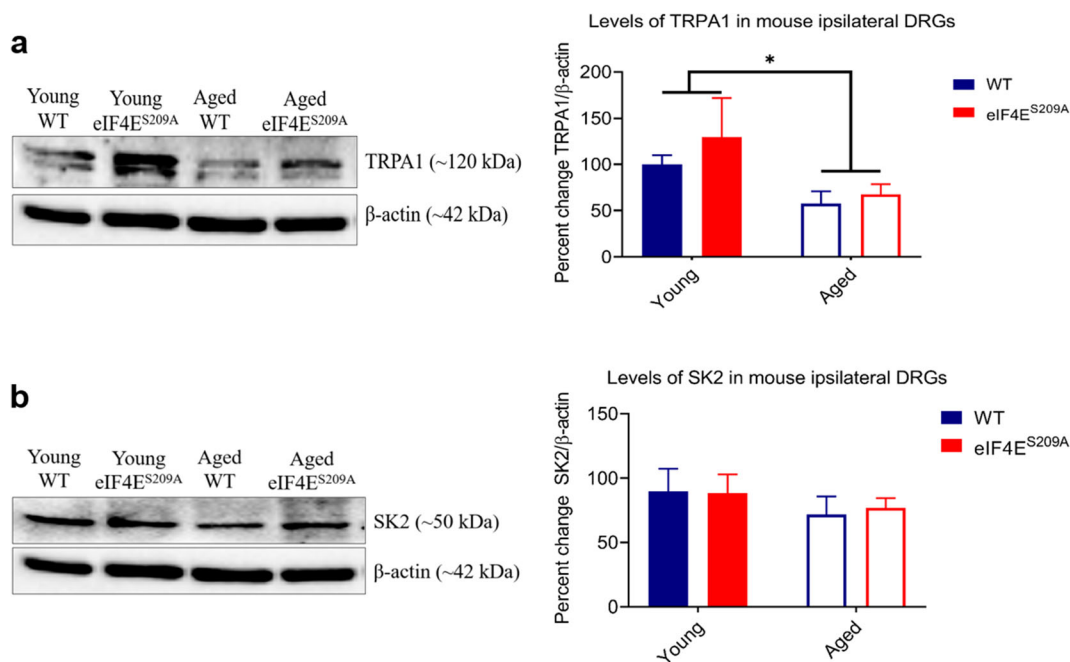 a
Young WT
Young eIF4E^S209A
Aged WT
Aged eIF4E^S209A
TRPA1 (~120 kDa)
β-actin (~42 kDa)
Levels of TRPA1 in mouse ipsilateral DRGs
Percent change TRPA1/β-actin
200
150
100
50
0
*
Young
Aged
WT
eIF4E^S209A
b
Young WT
Young eIF4E^S209A
Aged WT
Aged eIF4E^S209A
SK2 (~50 kDa)
β-actin (~42 kDa)
Levels of SK2 in mouse ipsilateral DRGs
Percent change SK2/β-actin
150
100
50
0
Young
Aged
WT
eIF4E^S209A